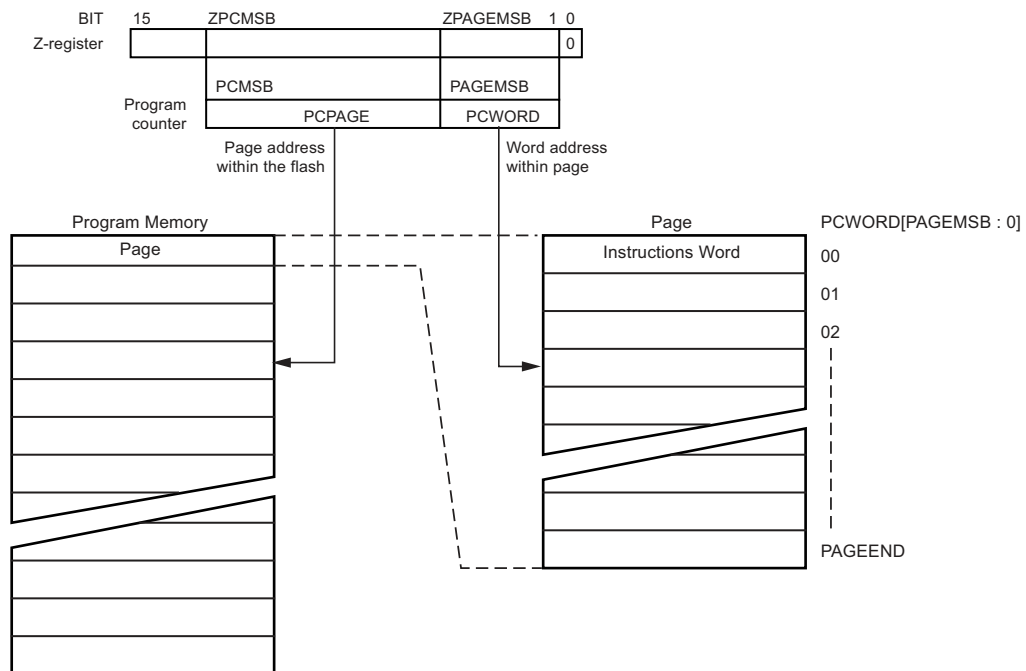 BIT 15 ZPCMSB ZPAGEMSB 1 0
Z-register 0
PCMSB PAGEMSB
Program
counter
PCPAGE PCWORD
Page address
within the flash
Word address
within page
Program Memory
Page
Page PCWORD[PAGEMSB : 0]
Instructions Word 00
01
02
PAGEEND